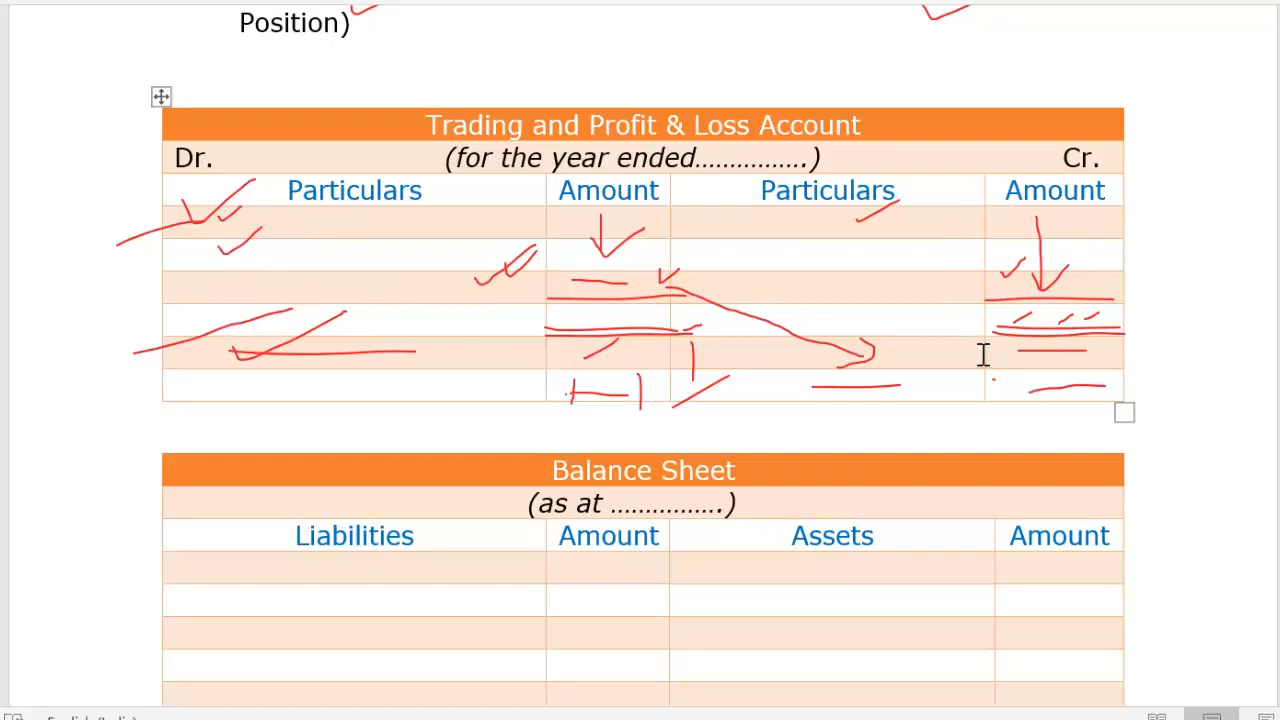 Position)
Trading and Profit & Loss Account
Dr. (for the year ended................) Cr.
Particulars Amount Particulars Amount
Balance Sheet
(as at ................)
Liabilities Amount Assets Amount